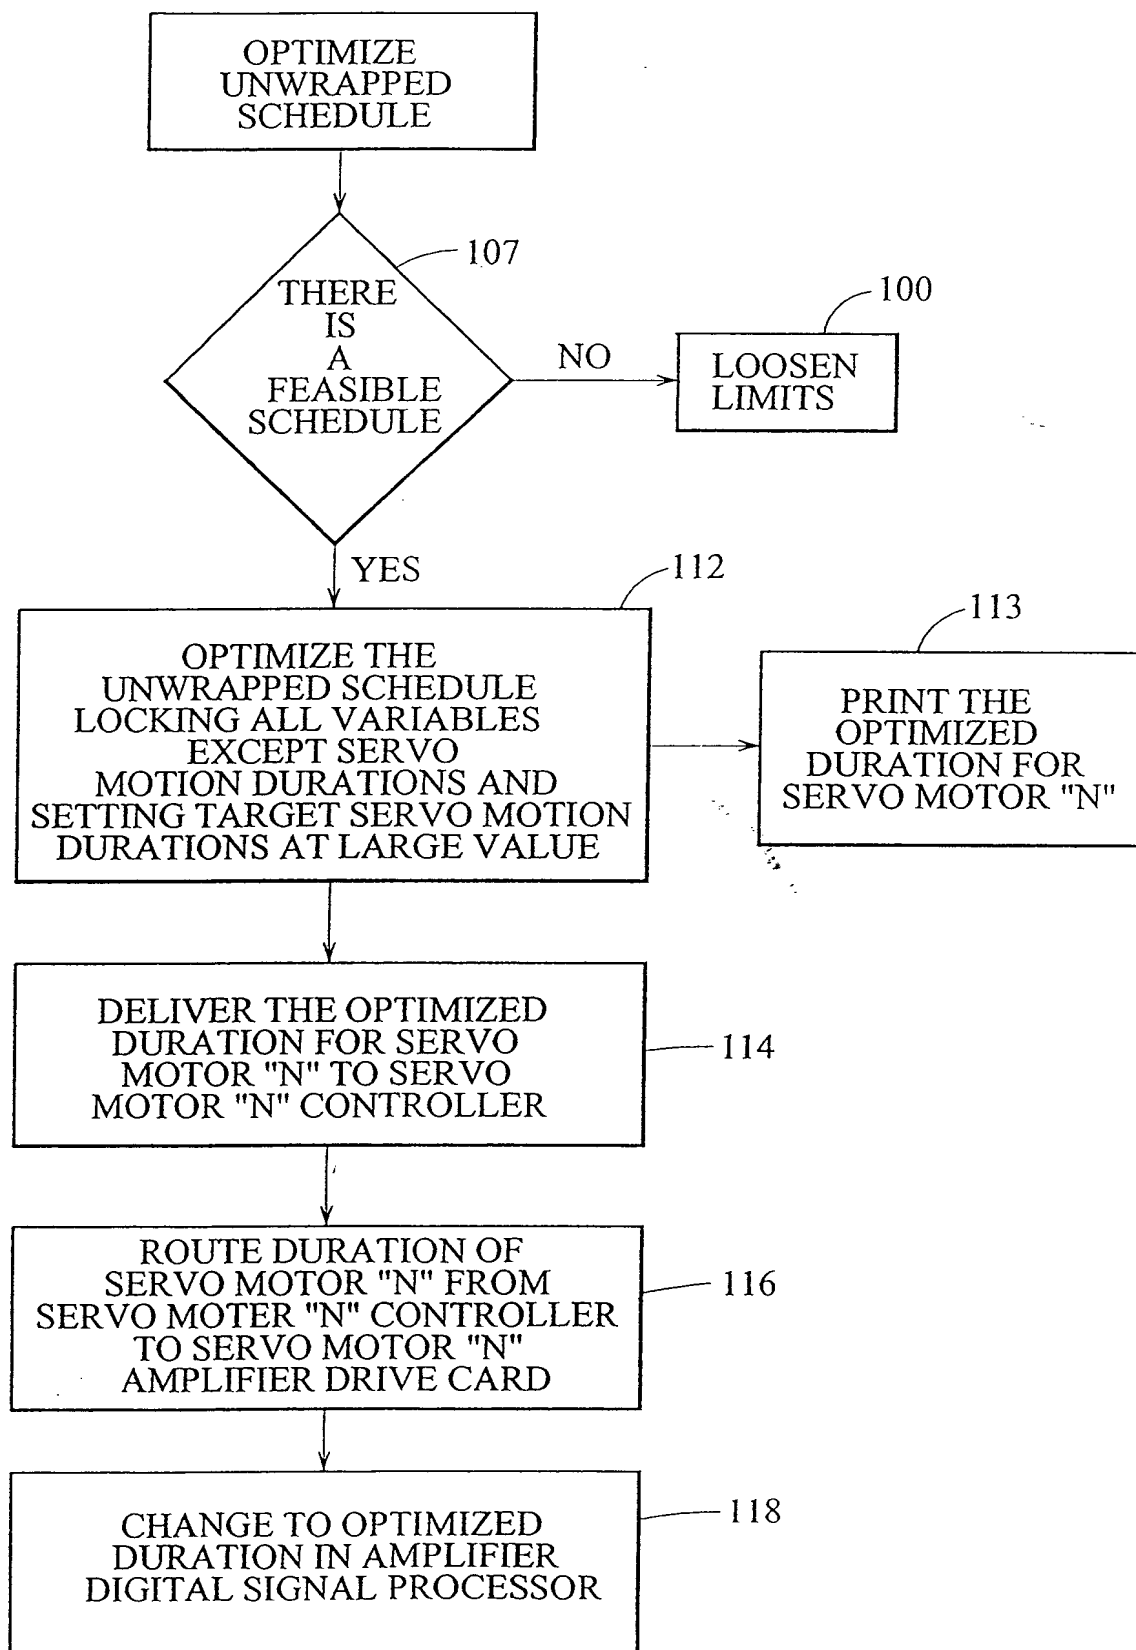 OPTIMIZE
UNWRAPPED
SCHEDULE
107
THERE
IS
A
FEASIBLE
SCHEDULE
NO
100
LOOSEN
LIMITS
YES
112
OPTIMIZE THE
UNWRAPPED SCHEDULE
LOCKING ALL VARIABLES
EXCEPT SERVO
MOTION DURATIONS AND
SETTING TARGET SERVO MOTION
DURATIONS AT LARGE VALUE
113
PRINT THE
OPTIMIZED
DURATION FOR
SERVO MOTOR "N"
DELIVER THE OPTIMIZED
DURATION FOR SERVO
MOTOR "N" TO SERVO
MOTOR "N" CONTROLLER
114
ROUTE DURATION OF
SERVO MOTOR "N" FROM
SERVO MOTER "N" CONTROLLER
TO SERVO MOTOR "N"
AMPLIFIER DRIVE CARD
116
CHANGE TO OPTIMIZED
DURATION IN AMPLIFIER
DIGITAL SIGNAL PROCESSOR
118